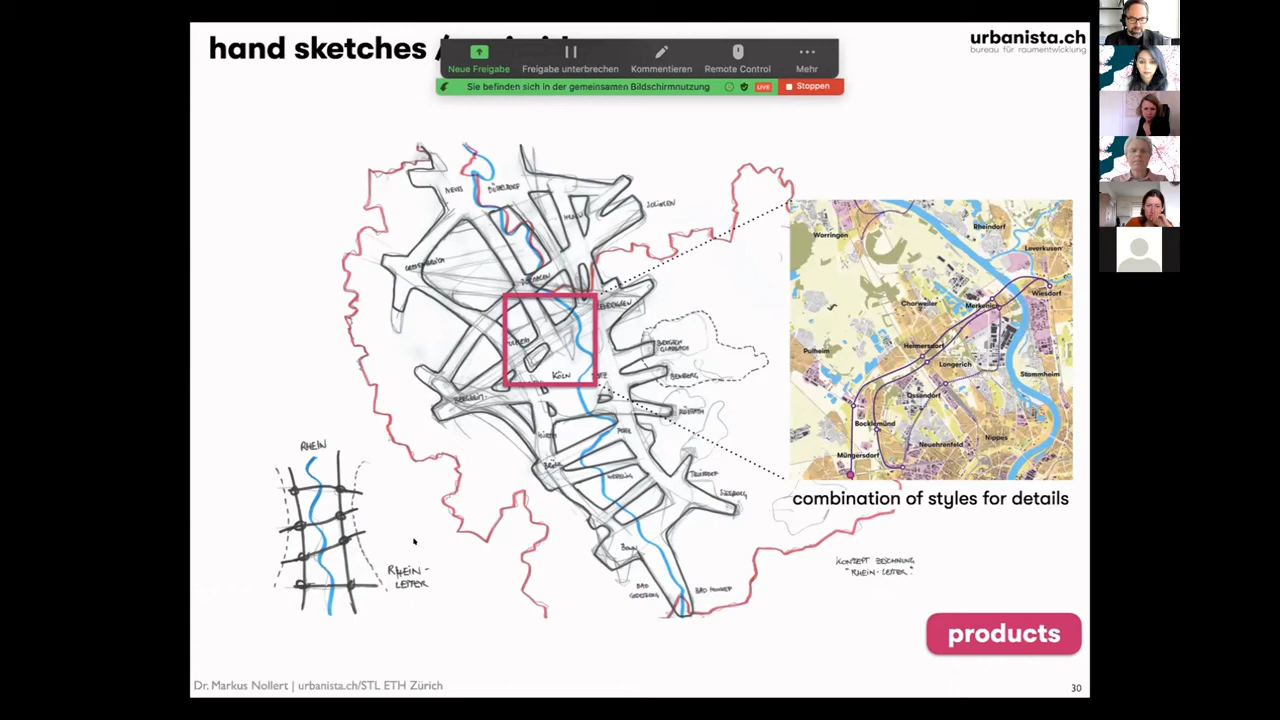 hand sketches /
urbanista.ch
bureau für raumentwicklung
Neue Freigabe
Freigabe unterbrechen
Kommentieren
Remote Control
Mehr
Sie befinden sich in der gemeinsamen Bildschirmnutzung
LIVE
Stoppen
NEUSS
DÜSSELDORF
SOLINGEN
KÖLN
BONN
BAD GODESBERG
BAD HONNEF
RHEIN
RHEIN-
LEITER
Worringen
Rheindorf
Leverkusen
Wiesdorf
Chorweiler
Merkenich
Pulheim
Heimersdorf
Longerich
Stammheim
Ossendorf
Bocklemünd
Neuehrenfeld
Nippes
Müngersdorf
combination of styles for details
KONZEPT ZEICHNUNG
"RHEIN-LEITER"
products
Dr. Markus Nollert | urbanista.ch/STL ETH Zürich
30